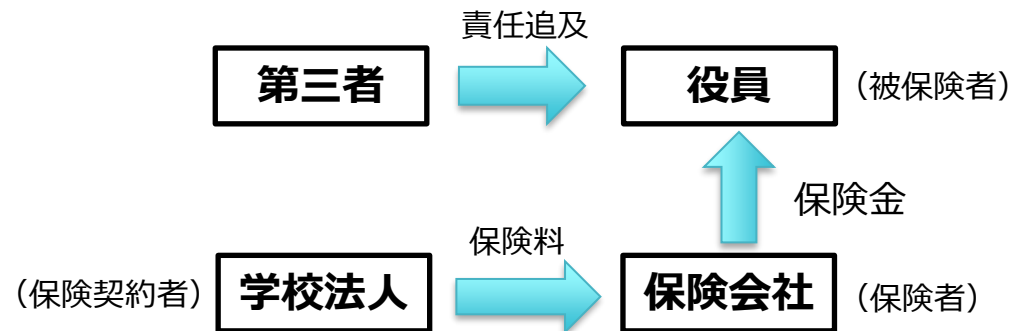 責任追及
第三者
役員
（被保険者）
保険金
保険料
（保険契約者）
学校法人
保険会社
（保険者）